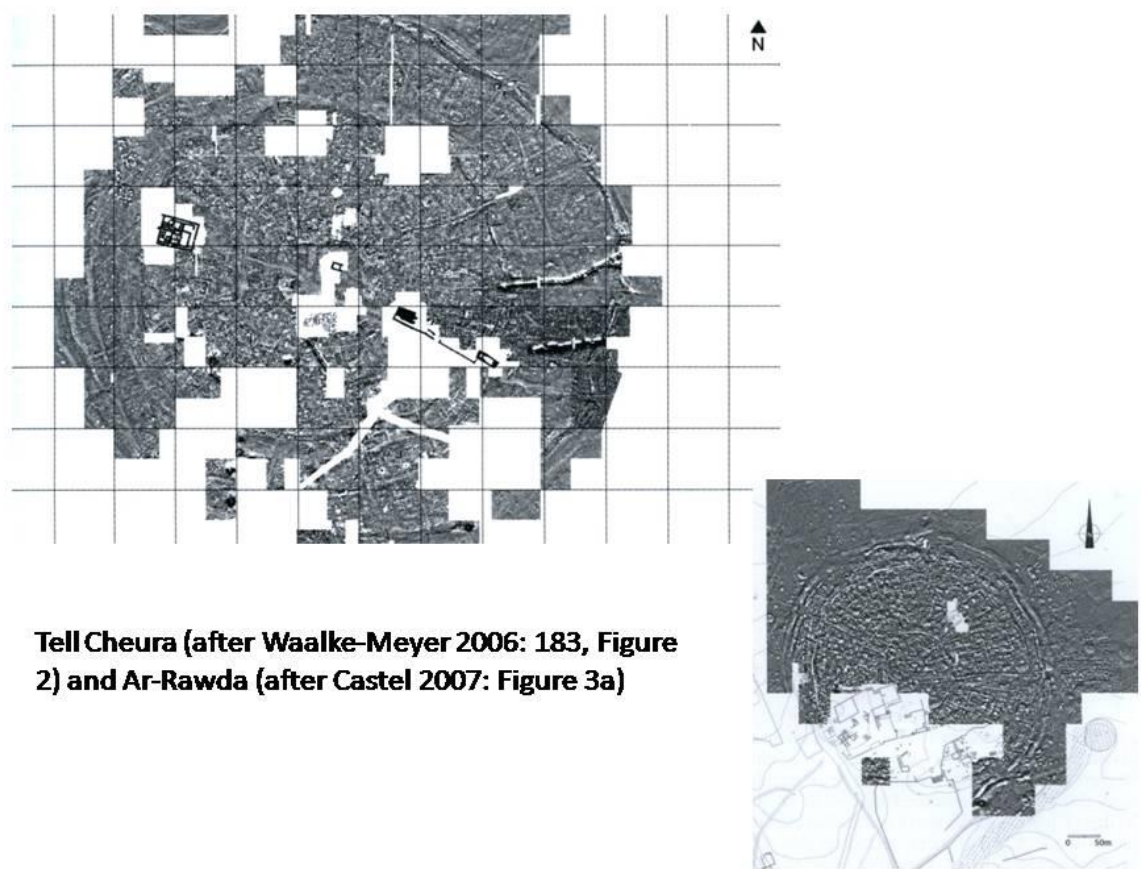 N
Tell Cheura (after Waalke-Meyer 2006: 183, Figure
2) and Ar-Rawda (after Castel 2007: Figure 3a)
0 50m